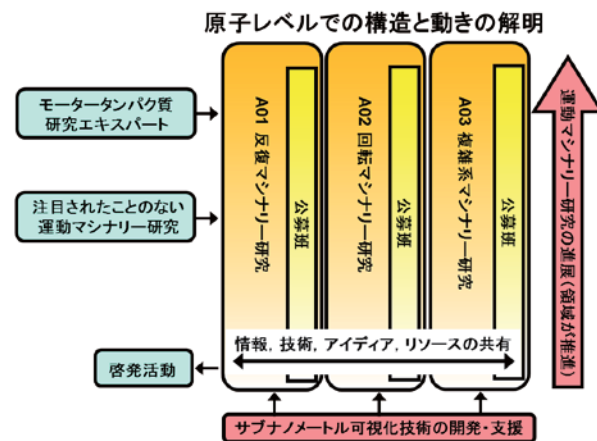 原子レベルでの構造と動きの解明
モータータンパク質
研究エキスパート
注目されたことのない
運動マシナリー研究
啓発活動
A01 反復マシナリー研究
公募班
A02 回転マシナリー研究
公募班
A03 複雑系マシナリー研究
公募班
情報, 技術, アイディア, リソースの共有
サブナノメートル可視化技術の開発・支援
運動マシナリー研究の進展(領域が推進)